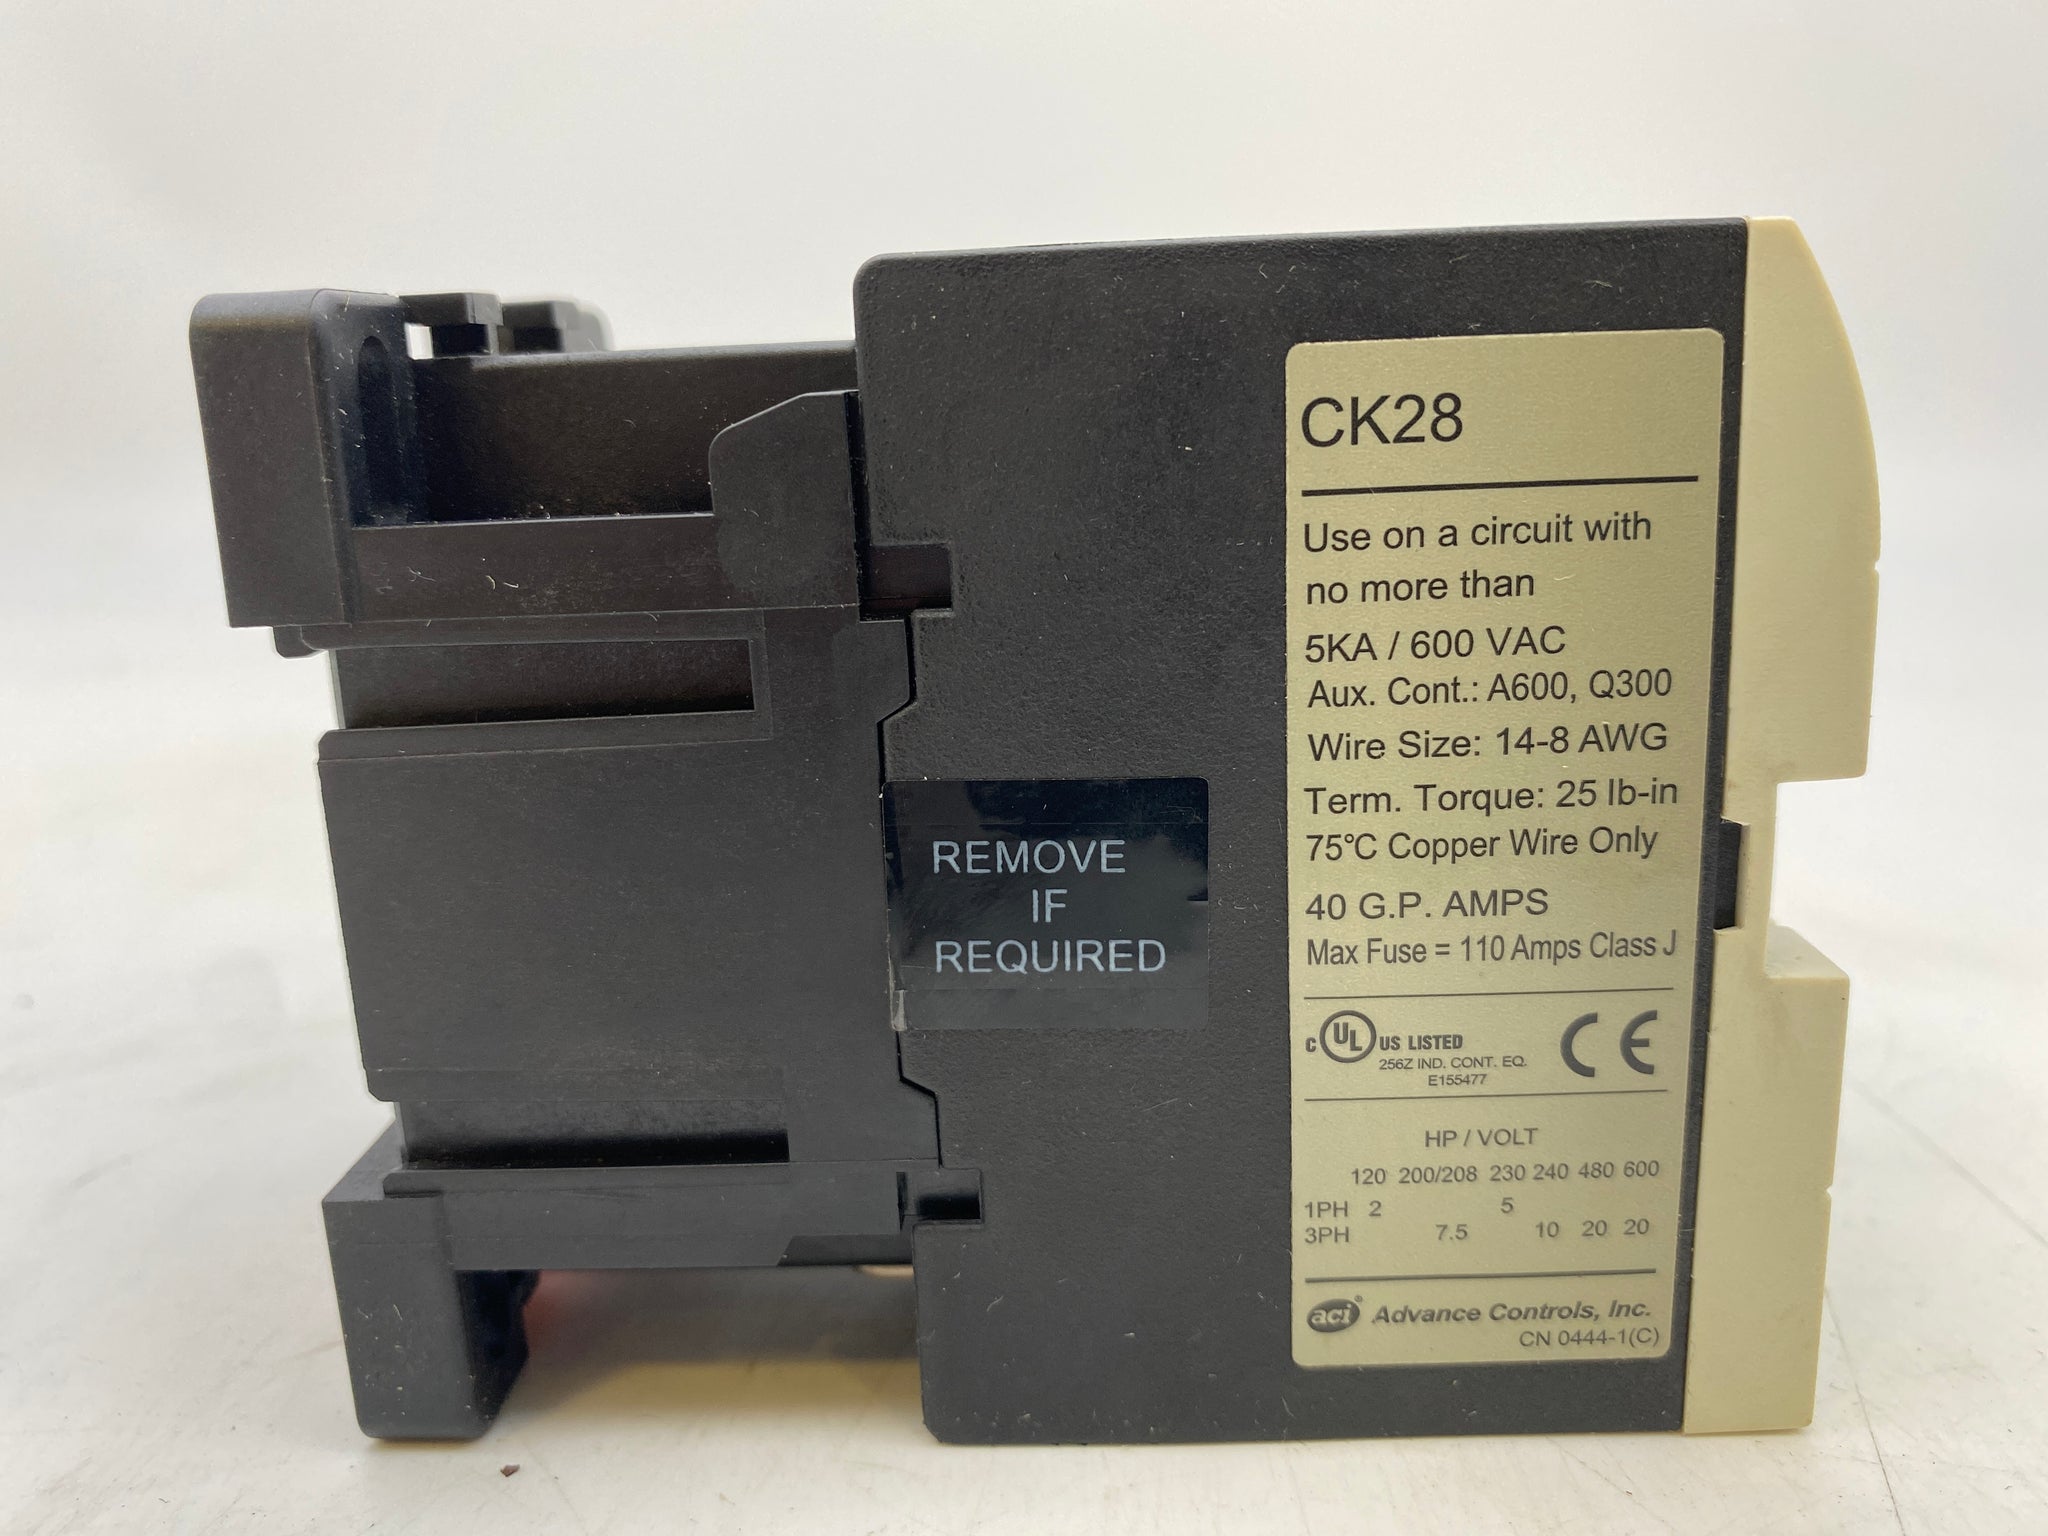 CK28
Use on a circuit with
no more than
5KA / 600 VAC
Aux. Cont.: A600, Q300
Wire Size: 14-8 AWG
Term. Torque: 25 lb-in
75°C Copper Wire Only
40 G.P. AMPS
Max Fuse = 110 Amps Class J
c UL US LISTED CE
256Z IND. CONT. EQ.
E155477
HP / VOLT
120 200/208 230 240 480 600
1PH 2 5
3PH 7.5 10 20 20
aci® Advance Controls, Inc.
CN 0444-1(C)
REMOVE
IF
REQUIRED